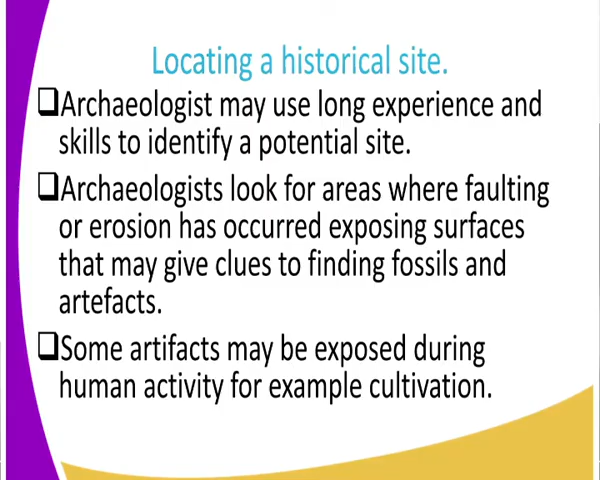 Locating a historical site.
❑Archaeologist may use long experience and
skills to identify a potential site.
❑Archaeologists look for areas where faulting
or erosion has occurred exposing surfaces
that may give clues to finding fossils and
artefacts.
❑Some artifacts may be exposed during
human activity for example cultivation.